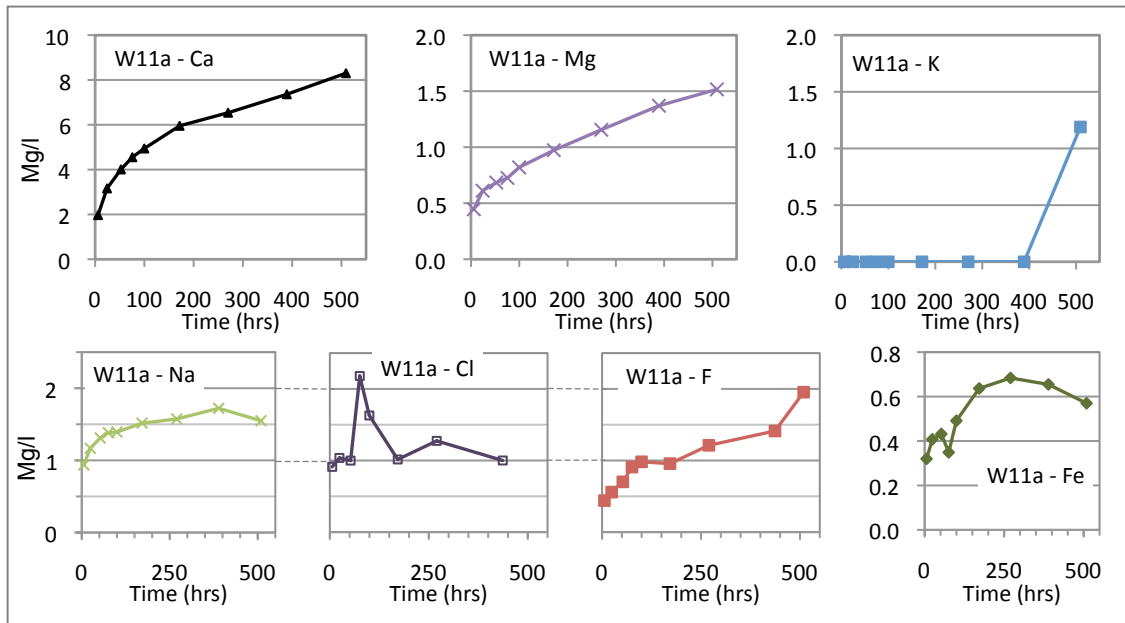 W11a - Ca
10
8
6
4
2
0
Mg/l
0 100 200 300 400 500
Time (hrs)
W11a - Mg
2.0
1.5
1.0
0.5
0.0
0 100 200 300 400 500
Time (hrs)
W11a - K
2.0
1.5
1.0
0.5
0.0
0 100 200 300 400 500
Time (hrs)
W11a - Na
2
1
0
Mg/l
0 250 500
Time (hrs)
W11a - Cl
0 250 500
Time (hrs)
W11a - F
0 250 500
Time (hrs)
0.8
0.6
0.4
0.2
0.0
W11a - Fe
0 250 500
Time (hrs)